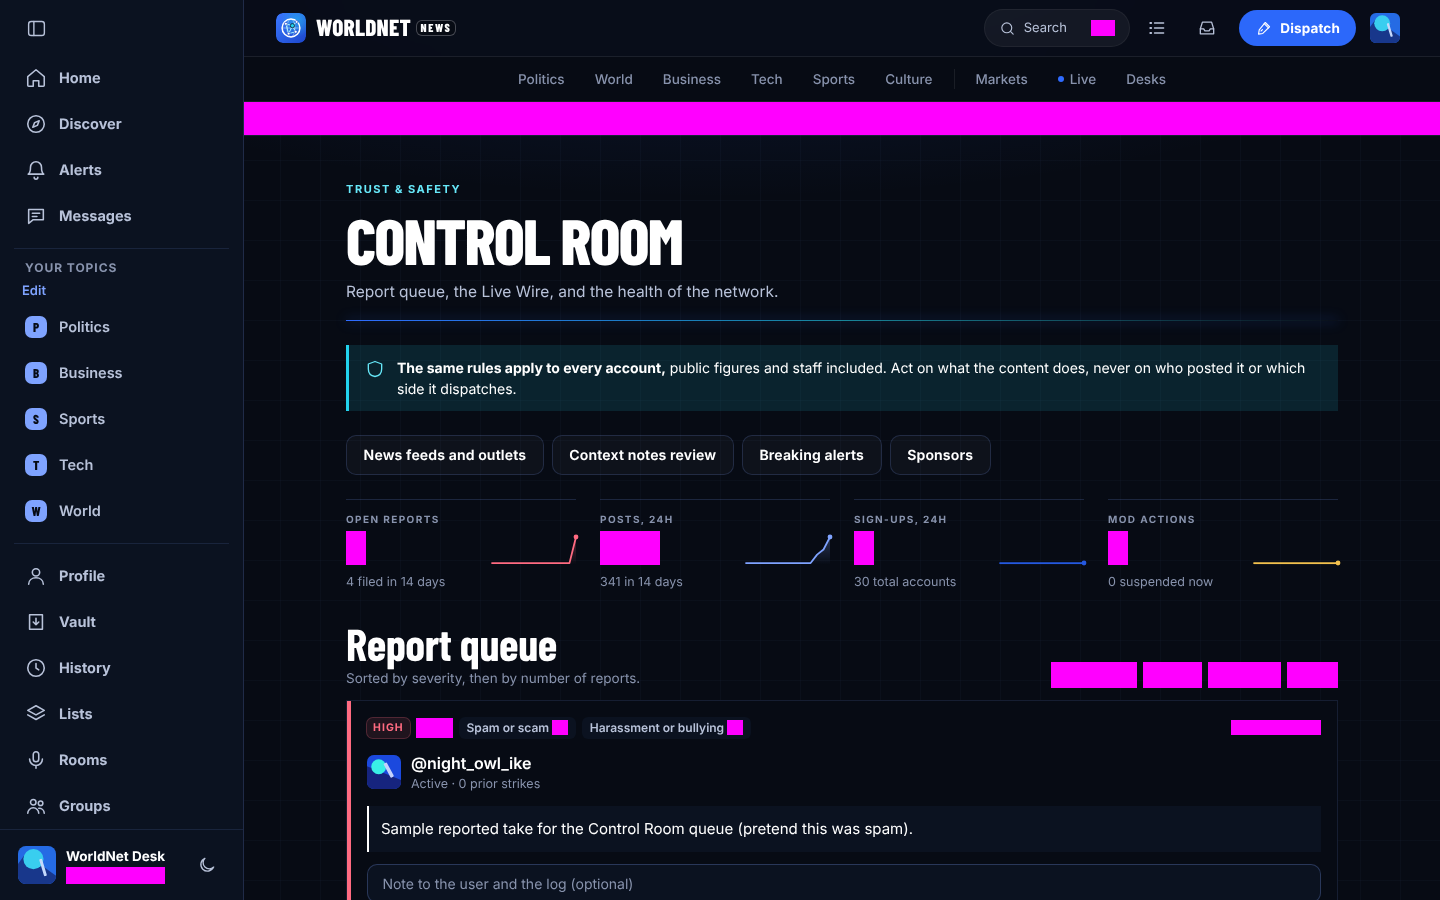 WORLDNET NEWS
Search
Dispatch
Home
Discover
Alerts
Messages
YOUR TOPICS
Edit
P Politics
B Business
S Sports
T Tech
W World
Profile
Vault
History
Lists
Rooms
Groups
WorldNet Desk
Politics World Business Tech Sports Culture Markets Live Desks
TRUST & SAFETY
CONTROL ROOM
Report queue, the Live Wire, and the health of the network.
The same rules apply to every account, public figures and staff included. Act on what the content does, never on who posted it or which
side it dispatches.
News feeds and outlets Context notes review Breaking alerts Sponsors
OPEN REPORTS
4 filed in 14 days
POSTS, 24H
341 in 14 days
SIGN-UPS, 24H
30 total accounts
MOD ACTIONS
0 suspended now
Report queue
Sorted by severity, then by number of reports.
HIGH Spam or scam Harassment or bullying
@night_owl_ike
Active · 0 prior strikes
Sample reported take for the Control Room queue (pretend this was spam).
Note to the user and the log (optional)